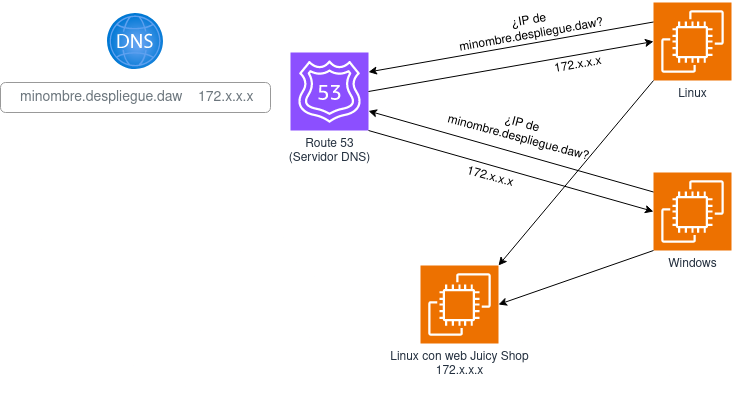 DNS
minombre.despliegue.daw 172.x.x.x
53
Route 53
(Servidor DNS)
¿IP de
minombre.despliegue.daw?
172.x.x.x
Linux
¿IP de
minombre.despliegue.daw?
172.x.x.x
Windows
Linux con web Juicy Shop
172.x.x.x